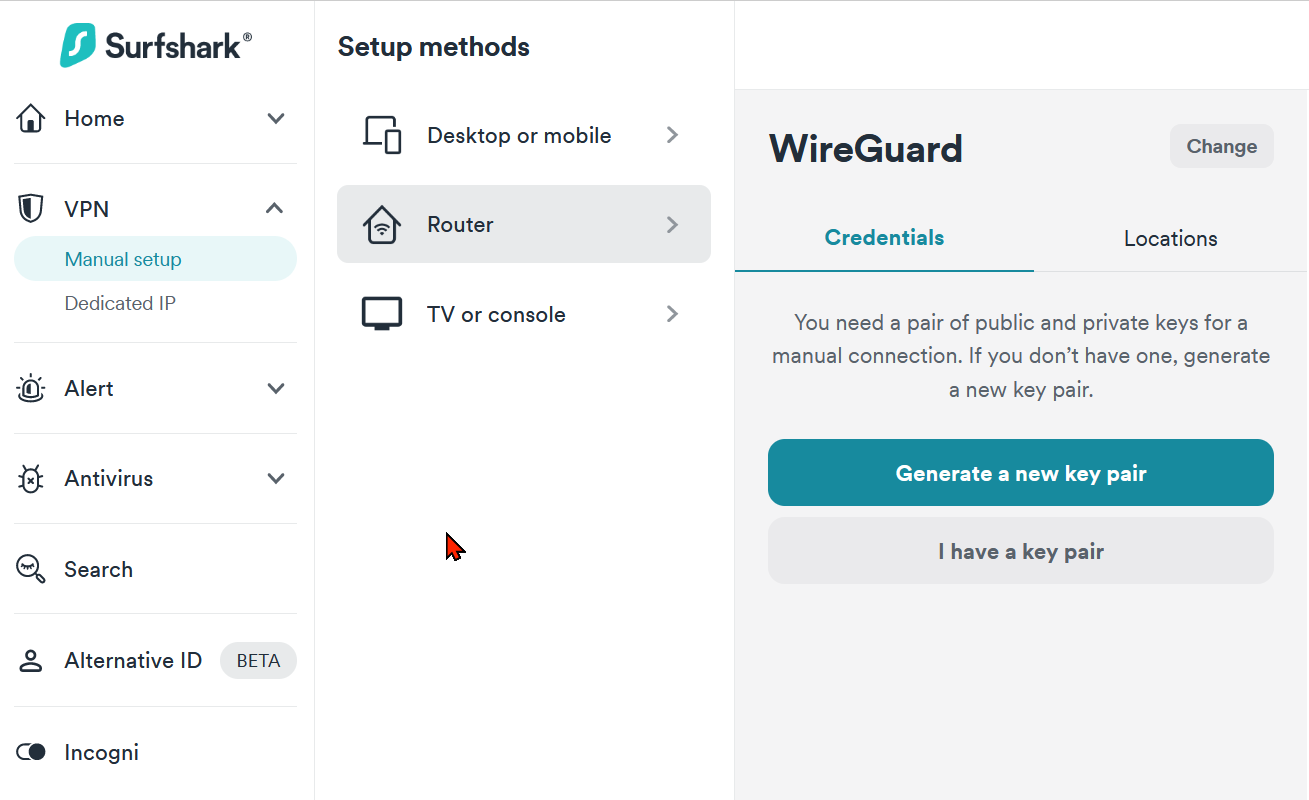 Surfshark®
Home
VPN
Manual setup
Dedicated IP
Alert
Antivirus
Search
Alternative ID BETA
Incogni
Setup methods
Desktop or mobile
Router
TV or console
WireGuard
Change
Credentials
Locations
You need a pair of public and private keys for a
manual connection. If you don’t have one, generate
a new key pair.
Generate a new key pair
I have a key pair